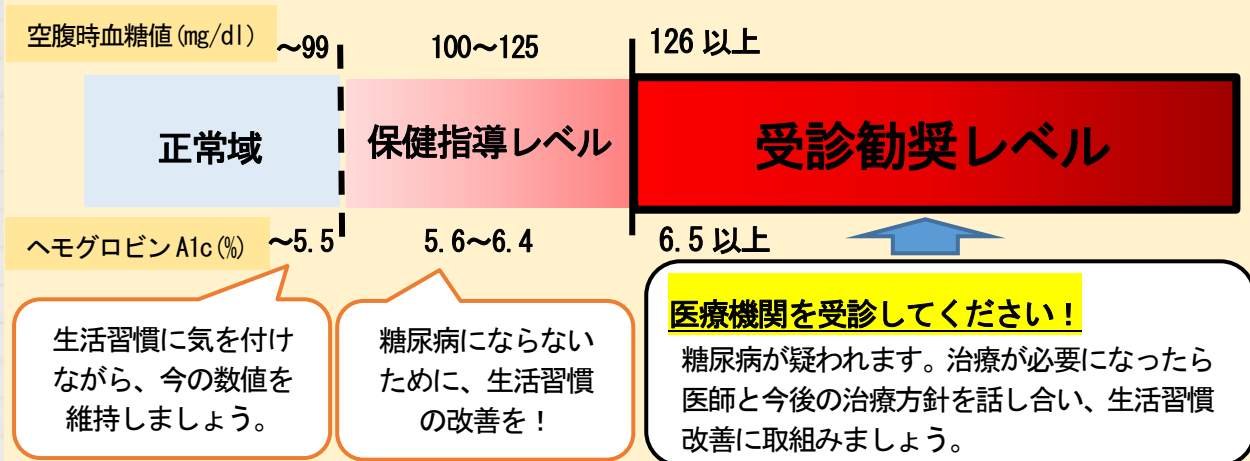 空腹時血糖値(mg/dl) ～99 100～125 126以上
正常域 保健指導レベル 受診勧奨レベル
ヘモグロビンA1c(%) ～5.5 5.6～6.4 6.5以上
生活習慣に気を付け
ながら、今の数値を
維持しましょう。
糖尿病にならない
ために、生活習慣
の改善を！
医療機関を受診してください！
糖尿病が疑われます。治療が必要になったら
医師と今後の治療方針を話し合い、生活習慣
改善に取組みましょう。